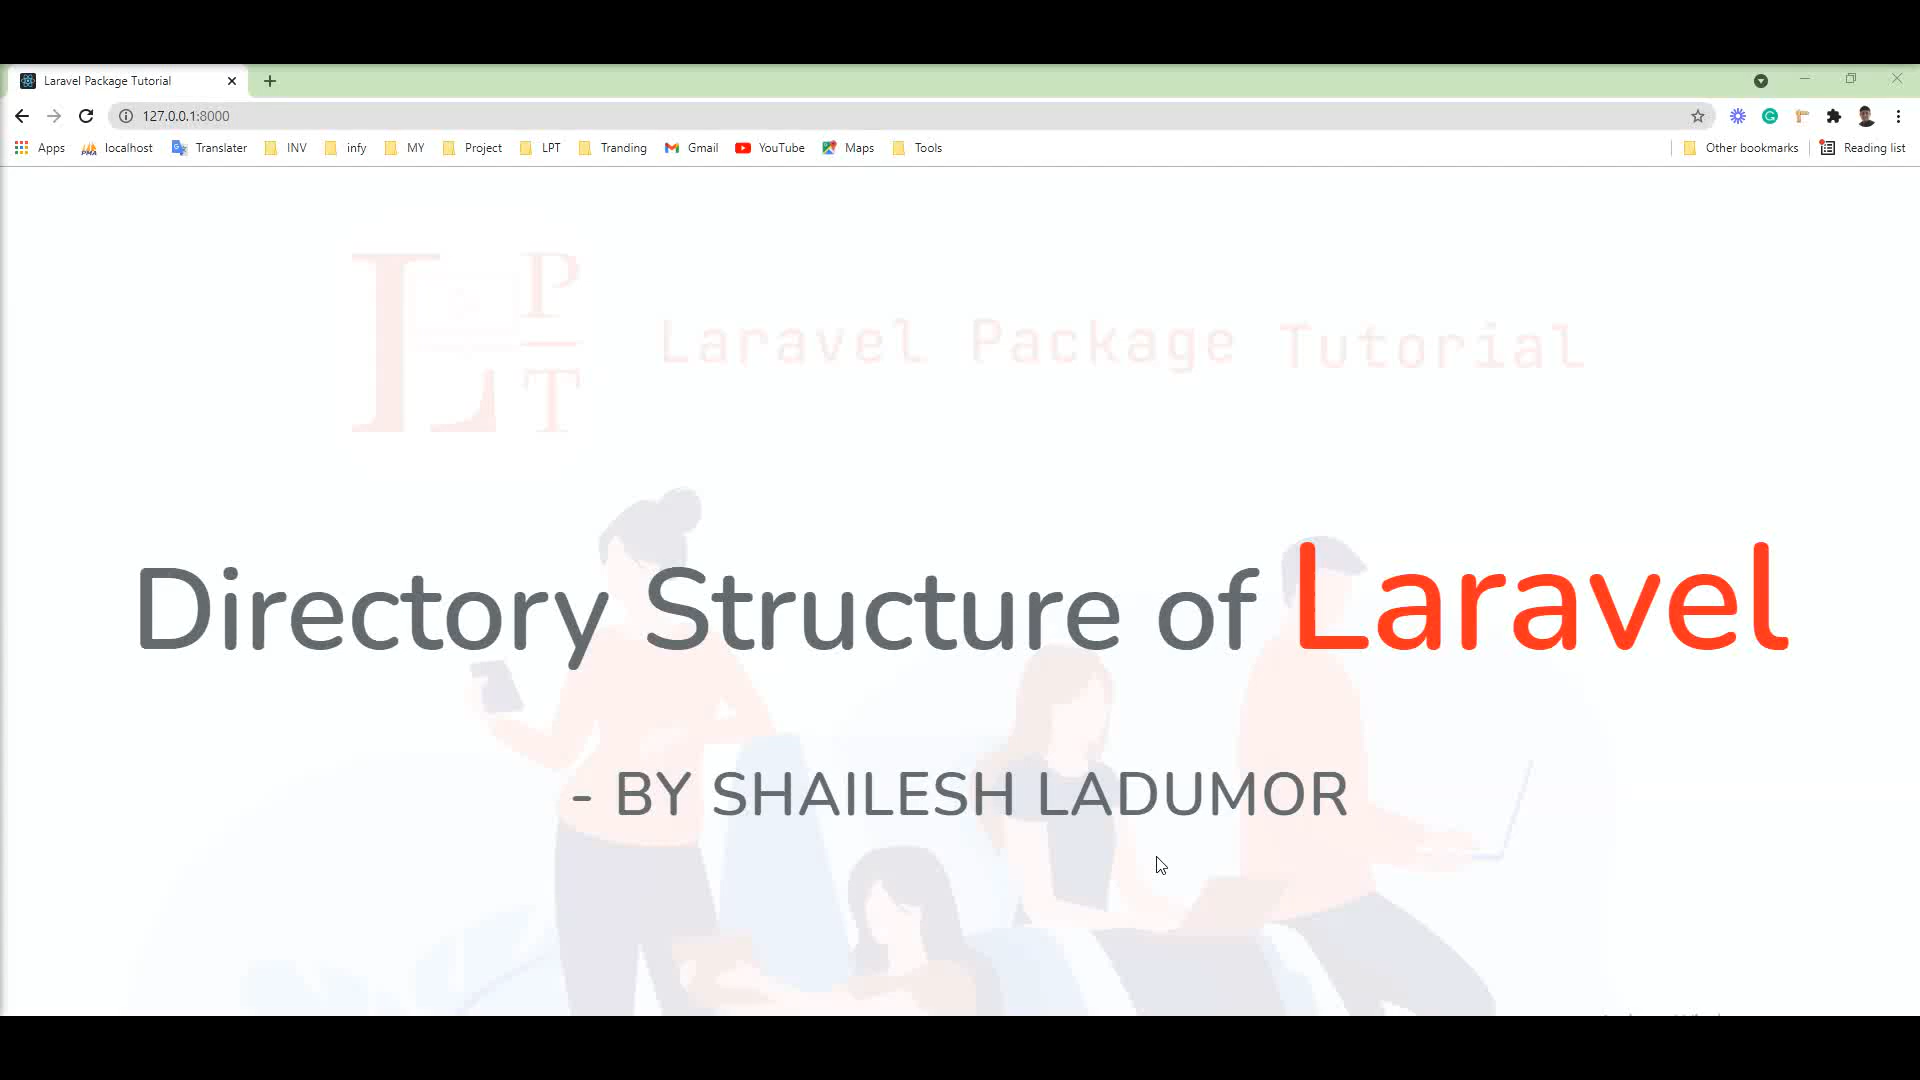 Laravel Package Tutorial
127.0.0.1:8000
Apps localhost Translater INV infy MY Project LPT Tranding Gmail YouTube Maps Tools Other bookmarks Reading list
L P T
Laravel Package Tutorial
Directory Structure of Laravel
- BY SHAILESH LADUMOR